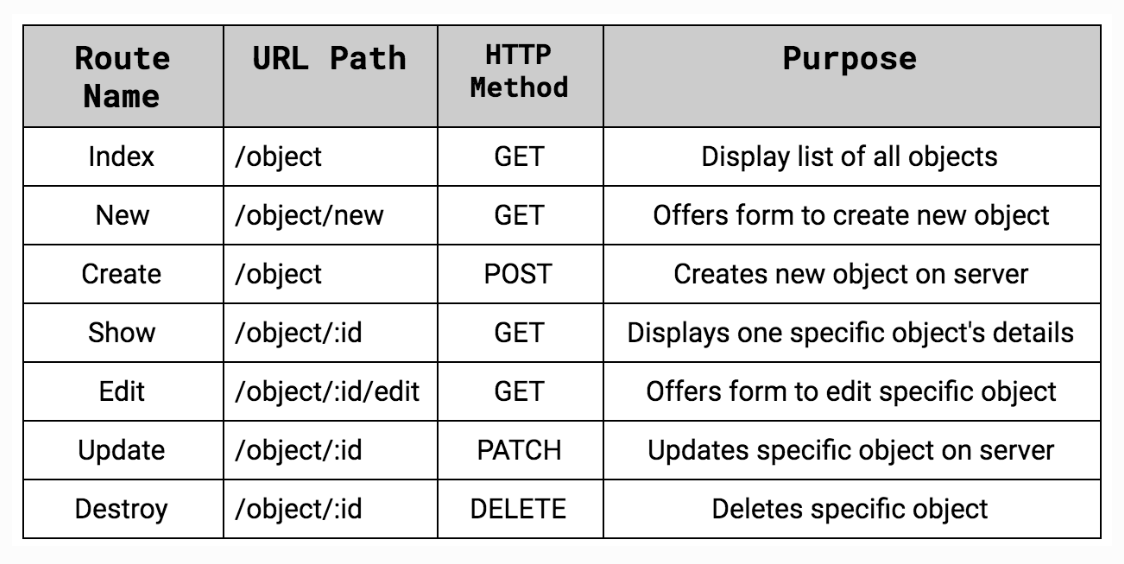 Route Name URL Path HTTP Method Purpose
Index /object GET Display list of all objects
New /object/new GET Offers form to create new object
Create /object POST Creates new object on server
Show /object/:id GET Displays one specific object's details
Edit /object/:id/edit GET Offers form to edit specific object
Update /object/:id PATCH Updates specific object on server
Destroy /object/:id DELETE Deletes specific object